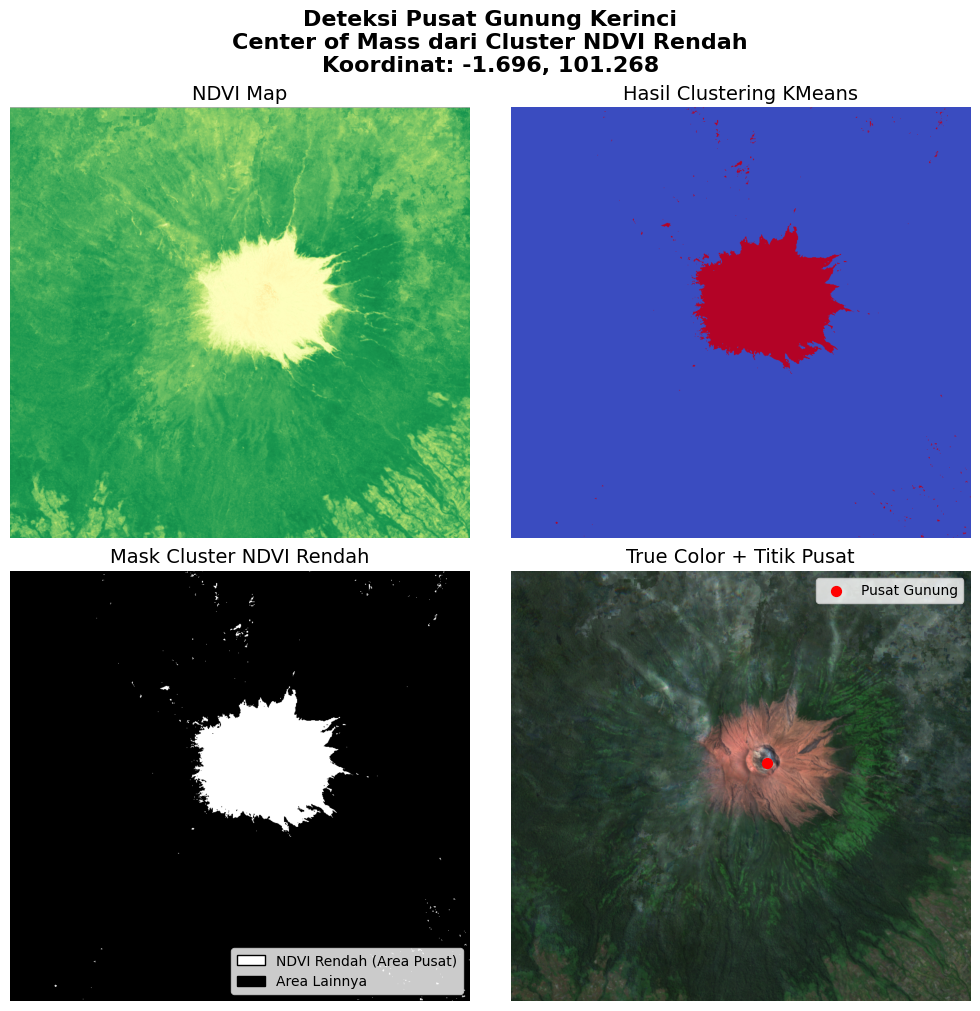 Deteksi Pusat Gunung Kerinci
Center of Mass dari Cluster NDVI Rendah
Koordinat: -1.696, 101.268
NDVI Map
Hasil Clustering KMeans
Mask Cluster NDVI Rendah
NDVI Rendah (Area Pusat)
Area Lainnya
True Color + Titik Pusat
Pusat Gunung